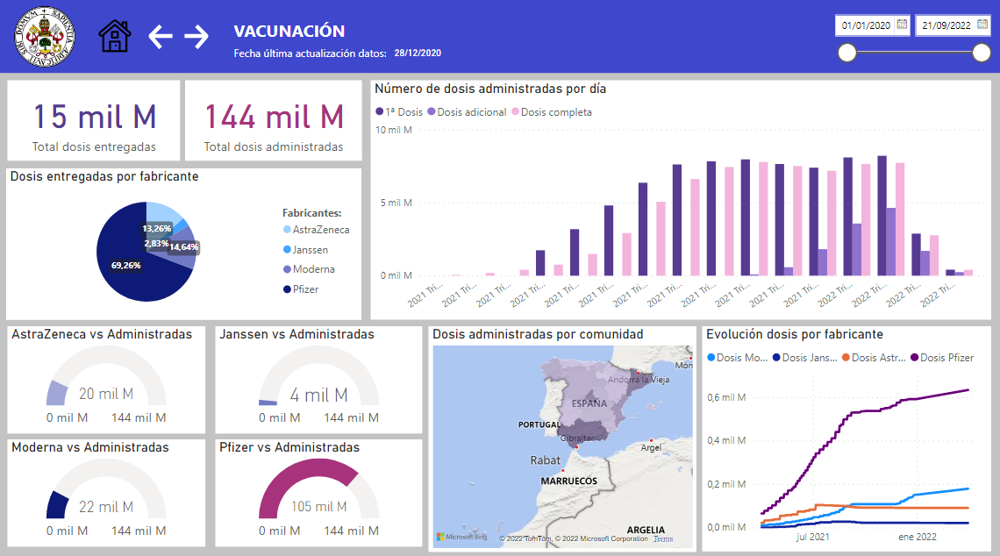 VACUNACIÓN
Fecha última actualización datos: 28/12/2020
01/01/2020
21/09/2022
15 mil M
Total dosis entregadas
144 mil M
Total dosis administradas
Número de dosis administradas por día
1ª Dosis Dosis adicional Dosis completa
10 mil M
5 mil M
0 mil M
2021 Tri... 2021 Tri... 2021 Tri... 2021 Tri... 2021 Tri... 2021 Tri... 2021 Tri... 2021 Tri... 2021 Tri... 2021 Tri... 2021 Tri... 2021 Tri... 2022 Tri... 2022 Tri... 2022 Tri... 2022 Tri...
Dosis entregadas por fabricante
13,26%
2,83%
14,64%
69,26%
Fabricantes:
AstraZeneca
Janssen
Moderna
Pfizer
AstraZeneca vs Administradas
20 mil M
0 mil M 144 mil M
Janssen vs Administradas
4 mil M
0 mil M 144 mil M
Moderna vs Administradas
22 mil M
0 mil M 144 mil M
Pfizer vs Administradas
105 mil M
0 mil M 144 mil M
Dosis administradas por comunidad
Món
Andorra la Vieja
ESPAÑA
PORTUGAL
Gibraltar
Argel
Rabat
MARRUECOS
ARGELIA
Microsoft Bing
© 2022 TomTom, © 2022 Microsoft Corporation Terms
Evolución dosis por fabricante
Dosis Mo... Dosis Jans... Dosis Astr... Dosis Pfizer
0,6 mil M
0,4 mil M
0,2 mil M
0,0 mil M
jul 2021 ene 2022